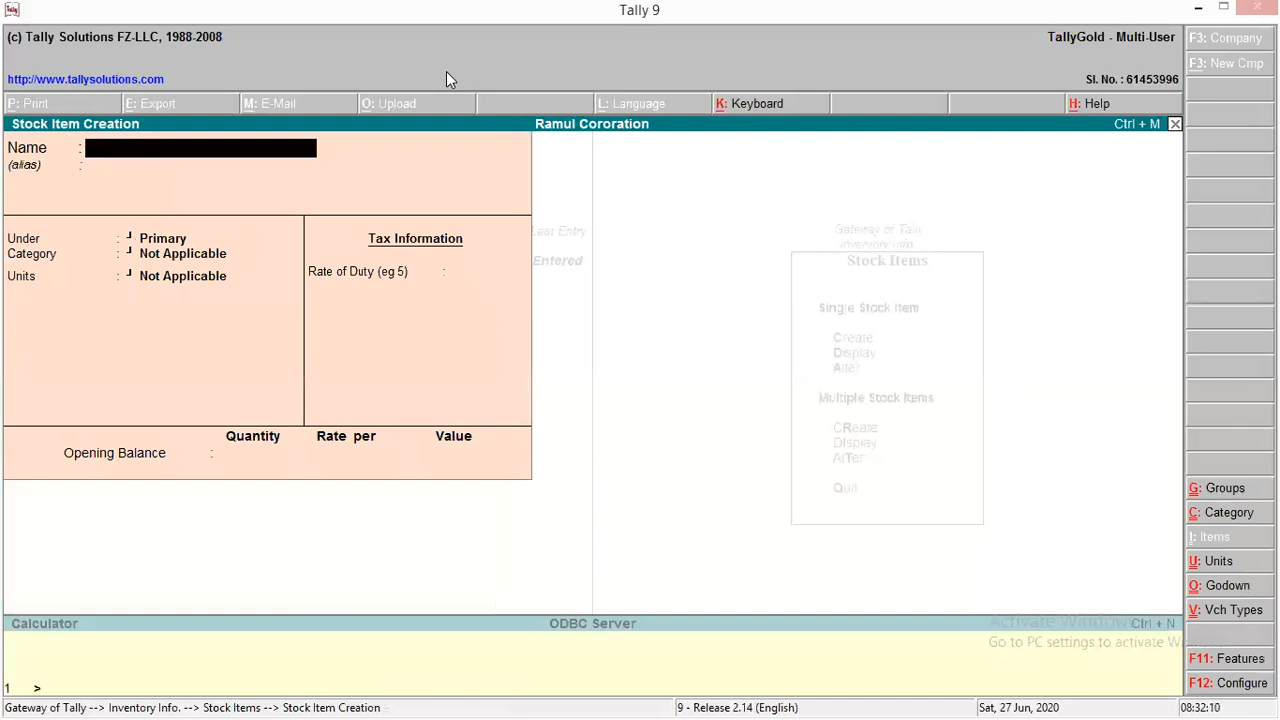 Tally 9
(c) Tally Solutions FZ-LLC, 1988-2008
TallyGold - Multi-User
http://www.tallysolutions.com
Sl. No. : 61453996
P: Print
E: Export
M: E-Mail
O: Upload
L: Language
K: Keyboard
H: Help
Stock Item Creation
Ramul Cororation
Ctrl + M
Name :
(alias) :
Under : Primary
Category : Not Applicable
Units : Not Applicable
Tax Information
Rate of Duty (eg 5) :
Quantity Rate per Value
Opening Balance :
Last Entry
Entered
Gateway of Tally
Inventory Info.
Stock Items
Single Stock Item
Create
Display
Alter
Multiple Stock Items
CReate
DIsplay
AlTer
Quit
F3: Company
F3: New Cmp
G: Groups
C: Category
I: Items
U: Units
O: Godown
V: Vch Types
F11: Features
F12: Configure
Calculator
ODBC Server
Ctrl + N
Activate Windows
Go to PC settings to activate
1 >
Gateway of Tally --> Inventory Info. --> Stock Items --> Stock Item Creation
9 - Release 2.14 (English)
Sat, 27 Jun, 2020
08:32:10